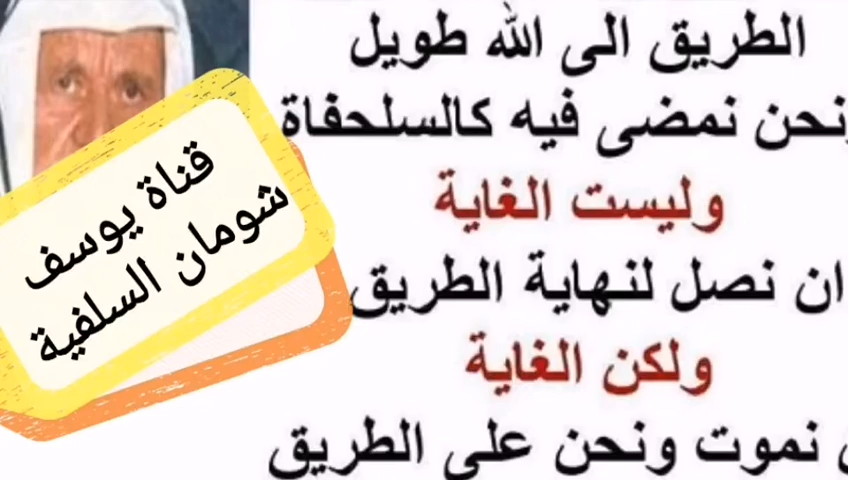 الطريق الى الله طويل
ونحن نمضى فيه كالسلحفاة
وليست الغاية
ان نصل لنهاية الطريق
ولكن الغاية
نموت ونحن على الطريق
قناة يوسف
شومان السلفية